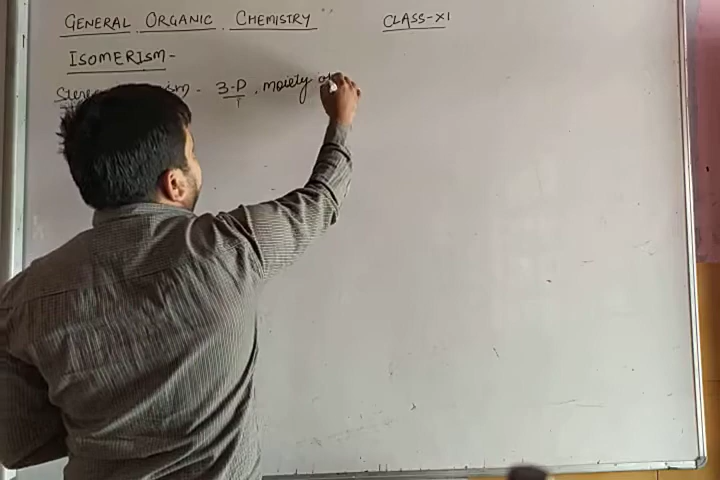 GENERAL ORGANIC CHEMISTRY
CLASS-XI
ISOMERISM-
3-D, moiety